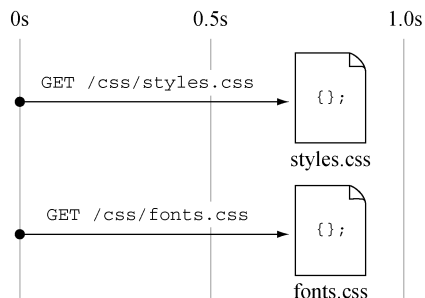 0s 0.5s 1.0s
GET /css/styles.css
{};
styles.css
GET /css/fonts.css
{};
fonts.css